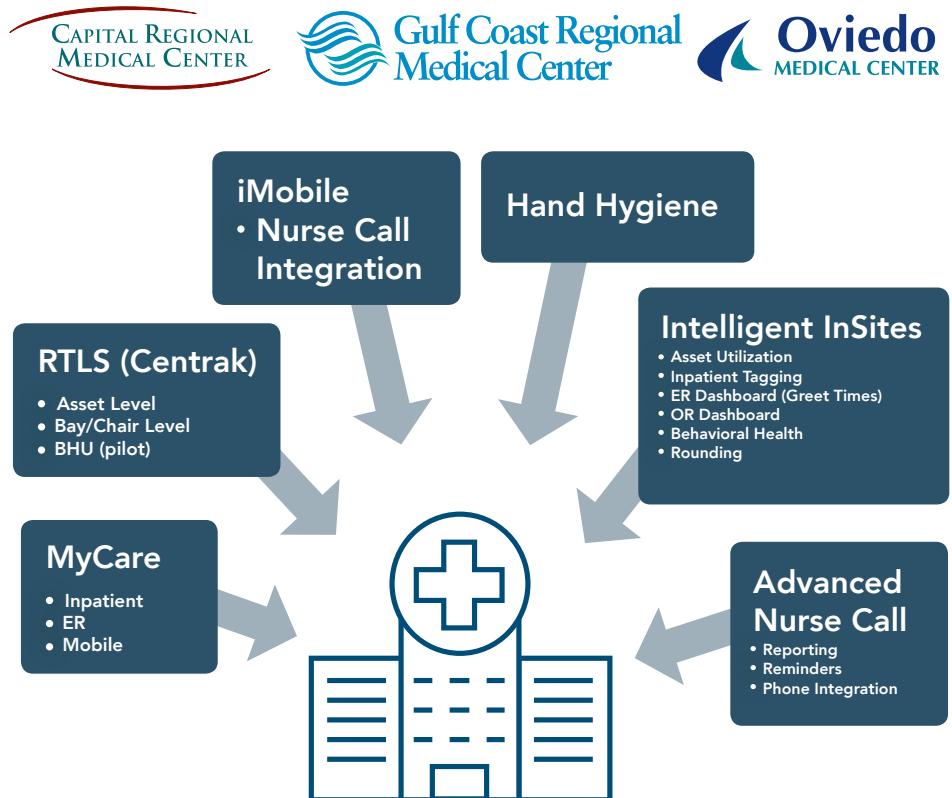 CAPITAL REGIONAL
MEDICAL CENTER
Gulf Coast Regional
Medical Center
Oviedo
MEDICAL CENTER
iMobile
• Nurse Call
Integration
Hand Hygiene
RTLS (Centrak)
• Asset Level
• Bay/Chair Level
• BHU (pilot)
Intelligent InSites
• Asset Utilization
• Inpatient Tagging
• ER Dashboard (Greet Times)
• OR Dashboard
• Behavioral Health
• Rounding
MyCare
• Inpatient
• ER
• Mobile
Advanced
Nurse Call
• Reporting
• Reminders
• Phone Integration